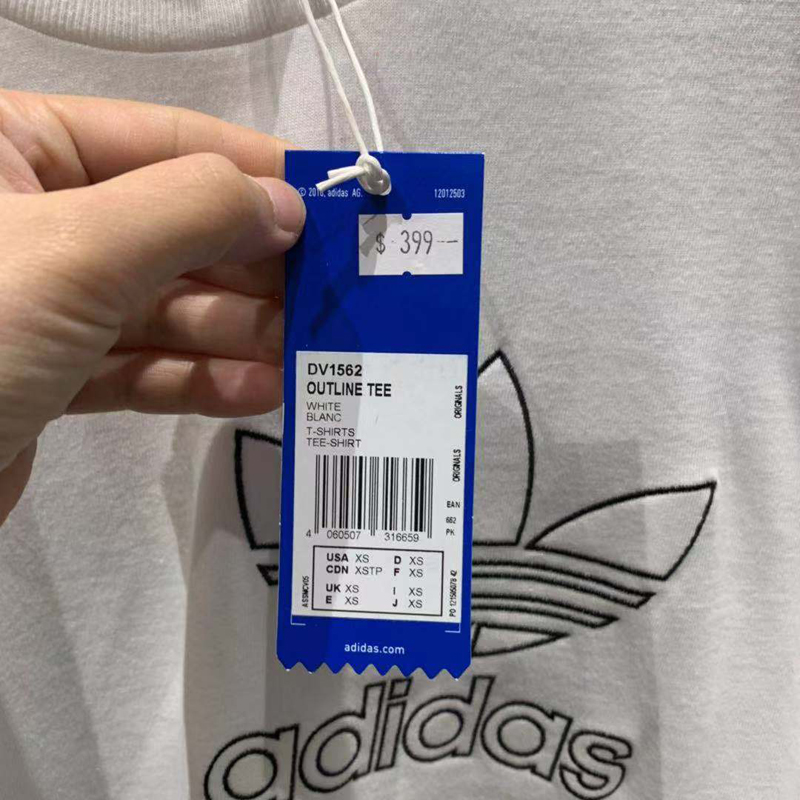 © 2018, adidas AG.
12012503
$ 399 —
DV1562
OUTLINE TEE
WHITE
BLANC
T-SHIRTS
TEE-SHIRT
ORIGINALS
ORIGINALS
EAN
662
PK
4 060507 316659
USA XS D XS
CDN XSTP F XS
UK XS I XS
E XS J XS
ASSMCV05
adidas.com
adidas